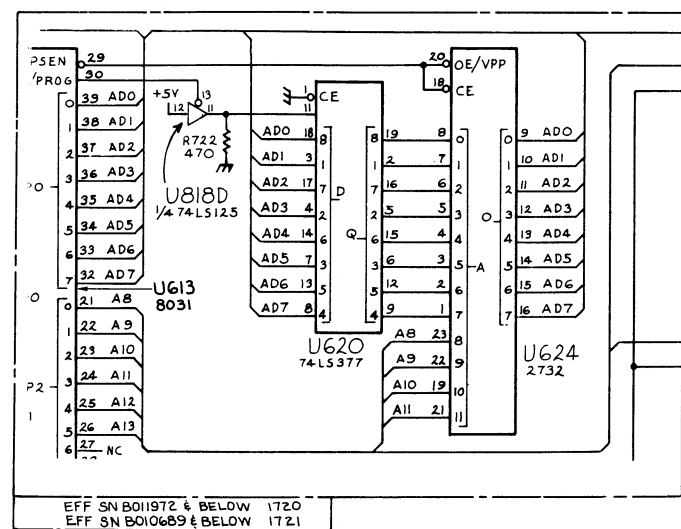 PSEN 29
/PROG 30
+5V 12 13 11
R722
470
U818D
1/4 74LS125
0 39 AD0
1 38 AD1
2 37 AD2
3 36 AD3
4 35 AD4
5 34 AD5
6 33 AD6
7 32 AD7
U613
8031
0 21 A8
1 22 A9
2 23 A10
3 24 A11
4 25 A12
5 26 A13
6 27 NC
P2
1 CE
11
AD0 18 8 8 19
AD1 3 1 1 2
AD2 17 7 D 7 16
AD3 4 2 2 5
AD4 14 6 Q 6 15
AD5 7 3 3 6
AD6 13 5 5 12
AD7 8 4 4 9
U620
74LS377
20 OE/VPP
18 CE
8 0 0 9 AD0
7 1 1 10 AD1
6 2 2 11 AD2
5 3 O 3 12 AD3
4 4 4 13 AD4
3 5 A 5 14 AD5
2 6 6 15 AD6
1 7 7 16 AD7
A8 23 8
A9 22 9
A10 19 10
A11 21 11
U624
2732
EFF SN B011972 & BELOW 1720
EFF SN B010689 & BELOW 1721